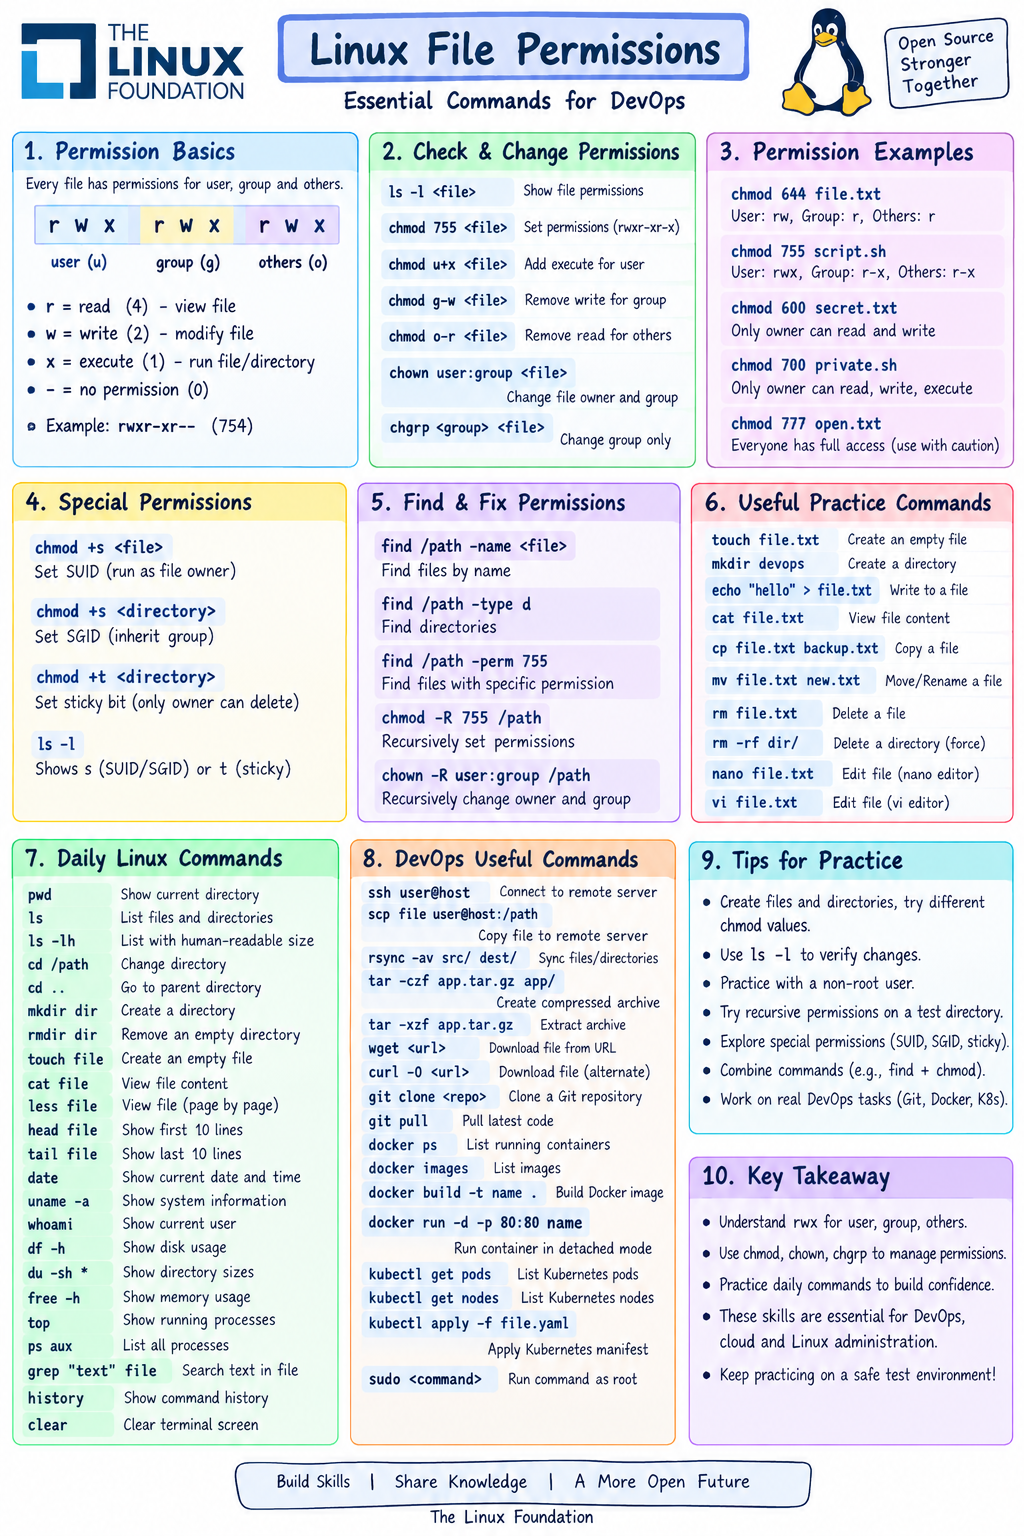 THE
LINUX
FOUNDATION
Linux File Permissions
Essential Commands for DevOps
Open Source
Stronger
Together
1. Permission Basics
Every file has permissions for user, group and others.
r w x r w x r w x
user (u) group (g) others (o)
• r = read (4) - view file
• w = write (2) - modify file
• x = execute (1) - run file/directory
• - = no permission (0)
Example: rwxr-xr-- (754)
2. Check & Change Permissions
ls -l <file> Show file permissions
chmod 755 <file> Set permissions (rwxr-xr-x)
chmod u+x <file> Add execute for user
chmod g-w <file> Remove write for group
chmod o-r <file> Remove read for others
chown user:group <file>
Change file owner and group
chgrp <group> <file>
Change group only
3. Permission Examples
chmod 644 file.txt
User: rw, Group: r, Others: r
chmod 755 script.sh
User: rwx, Group: r-x, Others: r-x
chmod 600 secret.txt
Only owner can read and write
chmod 700 private.sh
Only owner can read, write, execute
chmod 777 open.txt
Everyone has full access (use with caution)
4. Special Permissions
chmod +s <file>
Set SUID (run as file owner)
chmod +s <directory>
Set SGID (inherit group)
chmod +t <directory>
Set sticky bit (only owner can delete)
ls -l
Shows s (SUID/SGID) or t (sticky)
5. Find & Fix Permissions
find /path -name <file>
Find files by name
find /path -type d
Find directories
find /path -perm 755
Find files with specific permission
chmod -R 755 /path
Recursively set permissions
chown -R user:group /path
Recursively change owner and group
6. Useful Practice Commands
touch file.txt Create an empty file
mkdir devops Create a directory
echo "hello" > file.txt Write to a file
cat file.txt View file content
cp file.txt backup.txt Copy a file
mv file.txt new.txt Move/Rename a file
rm file.txt Delete a file
rm -rf dir/ Delete a directory (force)
nano file.txt Edit file (nano editor)
vi file.txt Edit file (vi editor)
7. Daily Linux Commands
pwd Show current directory
ls List files and directories
ls -lh List with human-readable size
cd /path Change directory
cd .. Go to parent directory
mkdir dir Create a directory
rmdir dir Remove an empty directory
touch file Create an empty file
cat file View file content
less file View file (page by page)
head file Show first 10 lines
tail file Show last 10 lines
date Show current date and time
uname -a Show system information
whoami Show current user
df -h Show disk usage
du -sh * Show directory sizes
free -h Show memory usage
top Show running processes
ps aux List all processes
grep "text" file Search text in file
history Show command history
clear Clear terminal screen
8. DevOps Useful Commands
ssh user@host Connect to remote server
scp file user@host:/path
Copy file to remote server
rsync -av src/ dest/ Sync files/directories
tar -czf app.tar.gz app/
Create compressed archive
tar -xzf app.tar.gz Extract archive
wget <url> Download file from URL
curl -O <url> Download file (alternate)
git clone <repo> Clone a Git repository
git pull Pull latest code
docker ps List running containers
docker images List images
docker build -t name . Build Docker image
docker run -d -p 80:80 name
Run container in detached mode
kubectl get pods List Kubernetes pods
kubectl get nodes List Kubernetes nodes
kubectl apply -f file.yaml
Apply Kubernetes manifest
sudo <command> Run command as root
9. Tips for Practice
• Create files and directories, try different
chmod values.
• Use ls -l to verify changes.
• Practice with a non-root user.
• Try recursive permissions on a test directory.
• Explore special permissions (SUID, SGID, sticky).
• Combine commands (e.g., find + chmod).
• Work on real DevOps tasks (Git, Docker, K8s).
10. Key Takeaway
• Understand rwx for user, group, others.
• Use chmod, chown, chgrp to manage permissions.
• Practice daily commands to build confidence.
• These skills are essential for DevOps,
cloud and Linux administration.
• Keep practicing on a safe test environment!
Build Skills | Share Knowledge | A More Open Future
The Linux Foundation